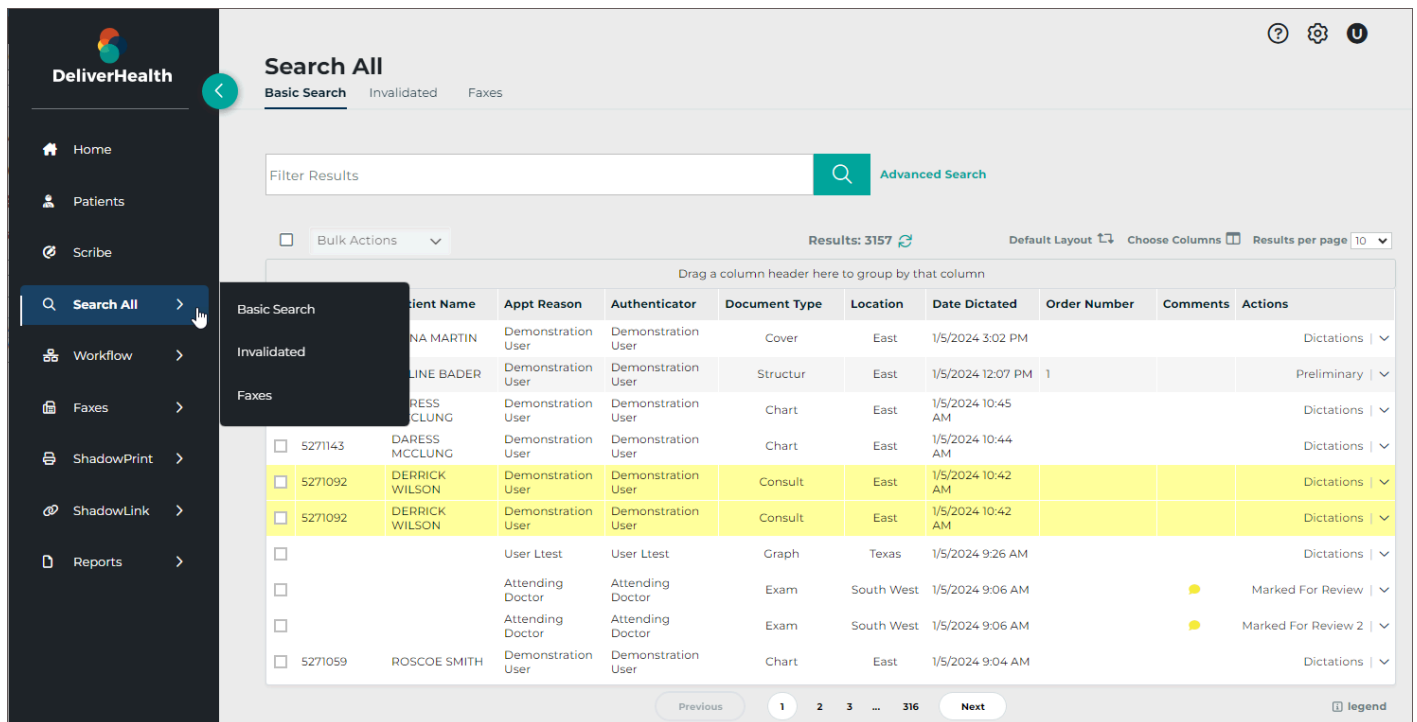 DeliverHealth
Home
Patients
Scribe
Search All
Workflow
Faxes
ShadowPrint
ShadowLink
Reports
Basic Search
Invalidated
Faxes
U
Search All
Basic Search Invalidated Faxes
Filter Results
Advanced Search
Bulk Actions
Results: 3157
Default Layout Choose Columns Results per page 10
Drag a column header here to group by that column
Name Appt Reason Authenticator Document Type Location Date Dictated Order Number Comments Actions
MARTIN Demonstration User Demonstration User Cover East 1/5/2024 3:02 PM Dictations
BADER Demonstration User Demonstration User Structur East 1/5/2024 12:07 PM 1 Preliminary
Demonstration User Demonstration User Chart East 1/5/2024 10:45 AM Dictations
5271143 DARESS MCCLUNG Demonstration User Demonstration User Chart East 1/5/2024 10:44 AM Dictations
5271092 DERRICK WILSON Demonstration User Demonstration User Consult East 1/5/2024 10:42 AM Dictations
5271092 DERRICK WILSON Demonstration User Demonstration User Consult East 1/5/2024 10:42 AM Dictations
User Ltest User Ltest Graph Texas 1/5/2024 9:26 AM Dictations
Attending Doctor Attending Doctor Exam South West 1/5/2024 9:06 AM Marked For Review
Attending Doctor Attending Doctor Exam South West 1/5/2024 9:06 AM Marked For Review 2
5271059 ROSCOE SMITH Demonstration User Demonstration User Chart East 1/5/2024 9:04 AM Dictations
Previous 1 2 3 ... 316 Next
legend